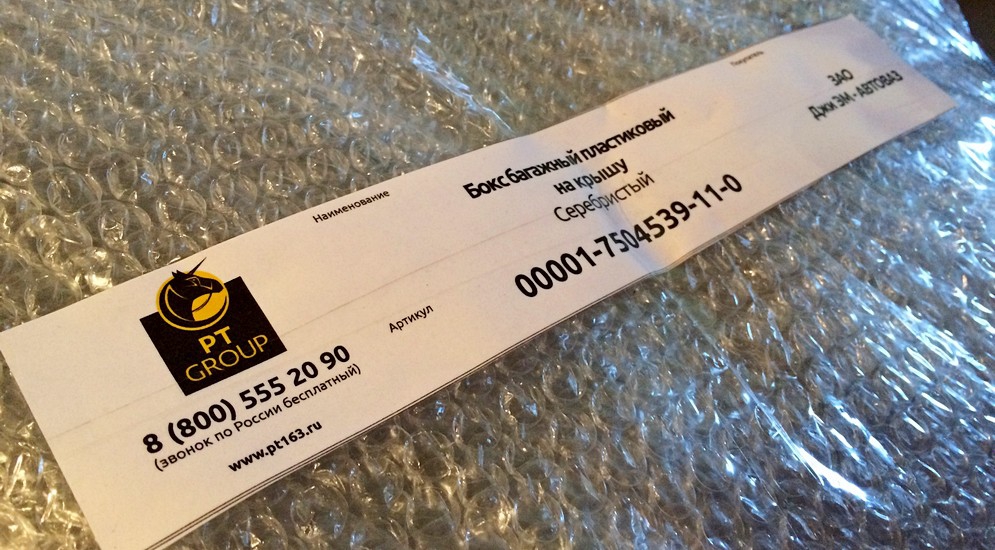 PT
GROUP
8 (800) 555 20 90
(звонок по России бесплатный)
www.pt163.ru
Наименование
Бокс багажный пластиковый
на крышу
Серебристый
Артикул
00001-7504539-11-0
Покупатель
ЗАО
Джи ЭМ - АВТОВАЗ